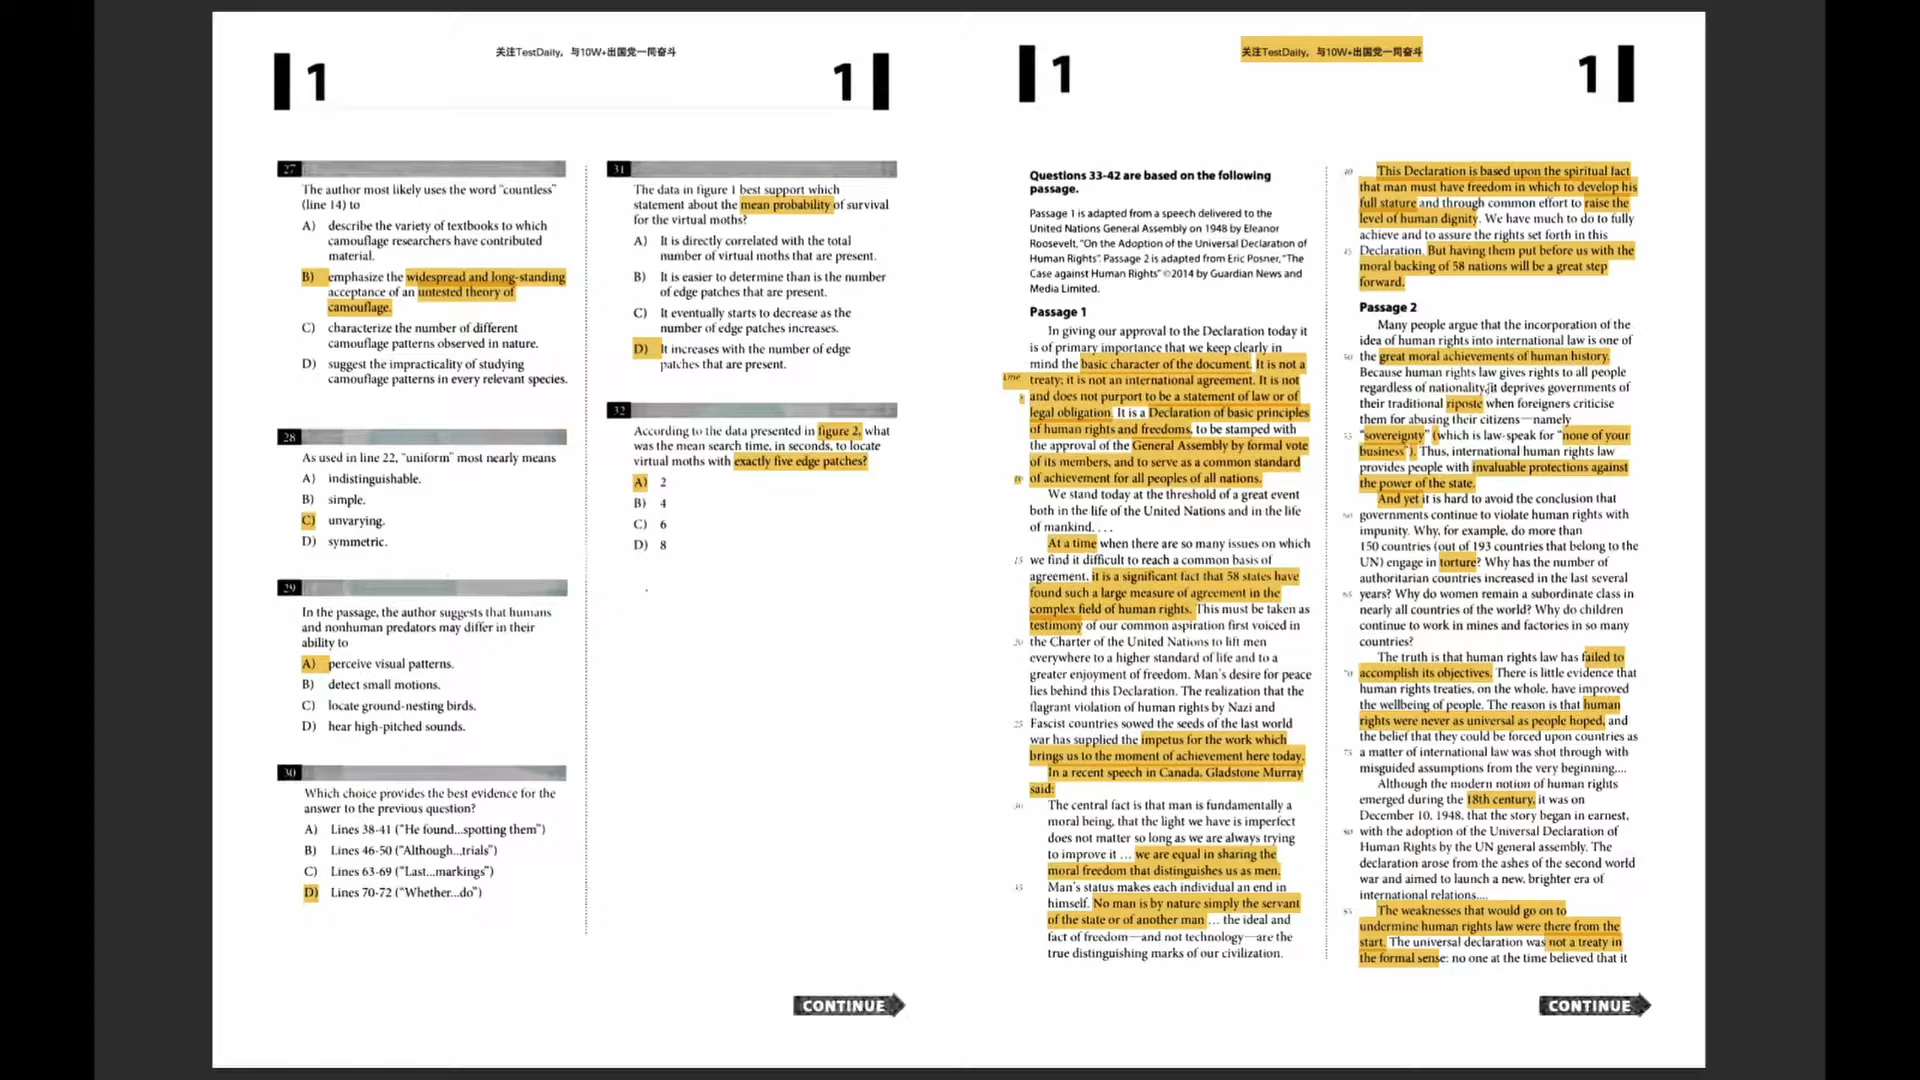 关注TestDaily，与10W+出国党一同奋斗
1
1
27
The author most likely uses the word "countless"
(line 14) to
A) describe the variety of textbooks to which
camouflage researchers have contributed
material.
B) emphasize the widespread and long-standing
acceptance of an untested theory of
camouflage.
C) characterize the number of different
camouflage patterns observed in nature.
D) suggest the impracticality of studying
camouflage patterns in every relevant species.
28
As used in line 22, "uniform" most nearly means
A) indistinguishable.
B) simple.
C) unvarying.
D) symmetric.
29
In the passage, the author suggests that humans
and nonhuman predators may differ in their
ability to
A) perceive visual patterns.
B) detect small motions.
C) locate ground-nesting birds.
D) hear high-pitched sounds.
30
Which choice provides the best evidence for the
answer to the previous question?
A) Lines 38-41 ("He found...spotting them")
B) Lines 46-50 ("Although...trials")
C) Lines 63-69 ("Last...markings")
D) Lines 70-72 ("Whether...do")
31
The data in figure 1 best support which
statement about the mean probability of survival
for the virtual moths?
A) It is directly correlated with the total
number of virtual moths that are present.
B) It is easier to determine than is the number
of edge patches that are present.
C) It eventually starts to decrease as the
number of edge patches increases.
D) It increases with the number of edge
patches that are present.
32
According to the data presented in figure 2, what
was the mean search time, in seconds, to locate
virtual moths with exactly five edge patches?
A) 2
B) 4
C) 6
D) 8
CONTINUE
关注TestDaily，与10W+出国党一同奋斗
1
1
Questions 33-42 are based on the following
passage.
Passage 1 is adapted from a speech delivered to the
United Nations General Assembly on 1948 by Eleanor
Roosevelt, "On the Adoption of the Universal Declaration of
Human Rights". Passage 2 is adapted from Eric Posner, "The
Case against Human Rights" ©2014 by Guardian News and
Media Limited.
Passage 1
In giving our approval to the Declaration today it
is of primary importance that we keep clearly in
mind the basic character of the document. It is not a
Line treaty; it is not an international agreement. It is not
5 and does not purport to be a statement of law or of
legal obligation. It is a Declaration of basic principles
of human rights and freedoms, to be stamped with
the approval of the General Assembly by formal vote
of its members, and to serve as a common standard
10 of achievement for all peoples of all nations.
We stand today at the threshold of a great event
both in the life of the United Nations and in the life
of mankind. . . .
At a time when there are so many issues on which
15 we find it difficult to reach a common basis of
agreement, it is a significant fact that 58 states have
found such a large measure of agreement in the
complex field of human rights. This must be taken as
testimony of our common aspiration first voiced in
20 the Charter of the United Nations to lift men
everywhere to a higher standard of life and to a
greater enjoyment of freedom. Man's desire for peace
lies behind this Declaration. The realization that the
flagrant violation of human rights by Nazi and
25 Fascist countries sowed the seeds of the last world
war has supplied the impetus for the work which
brings us to the moment of achievement here today.
In a recent speech in Canada, Gladstone Murray
said:
30 The central fact is that man is fundamentally a
moral being, that the light we have is imperfect
does not matter so long as we are always trying
to improve it ... we are equal in sharing the
moral freedom that distinguishes us as men.
35 Man's status makes each individual an end in
himself. No man is by nature simply the servant
of the state or of another man ... the ideal and
fact of freedom—and not technology—are the
true distinguishing marks of our civilization.
40 This Declaration is based upon the spiritual fact
that man must have freedom in which to develop his
full stature and through common effort to raise the
level of human dignity. We have much to do to fully
achieve and to assure the rights set forth in this
45 Declaration. But having them put before us with the
moral backing of 58 nations will be a great step
forward.
Passage 2
Many people argue that the incorporation of the
idea of human rights into international law is one of
50 the great moral achievements of human history.
Because human rights law gives rights to all people
regardless of nationality, it deprives governments of
their traditional riposte when foreigners criticise
them for abusing their citizens—namely
55 "sovereignty" (which is law-speak for "none of your
business"). Thus, international human rights law
provides people with invaluable protections against
the power of the state.
And yet it is hard to avoid the conclusion that
60 governments continue to violate human rights with
impunity. Why, for example, do more than
150 countries (out of 193 countries that belong to the
UN) engage in torture? Why has the number of
authoritarian countries increased in the last several
65 years? Why do women remain a subordinate class in
nearly all countries of the world? Why do children
continue to work in mines and factories in so many
countries?
The truth is that human rights law has failed to
70 accomplish its objectives. There is little evidence that
human rights treaties, on the whole, have improved
the wellbeing of people. The reason is that human
rights were never as universal as people hoped, and
the belief that they could be forced upon countries as
75 a matter of international law was shot through with
misguided assumptions from the very beginning....
Although the modern notion of human rights
emerged during the 18th century, it was on
December 10, 1948, that the story began in earnest,
80 with the adoption of the Universal Declaration of
Human Rights by the UN general assembly. The
declaration arose from the ashes of the second world
war and aimed to launch a new, brighter era of
international relations....
85 The weaknesses that would go on to
undermine human rights law were there from the
start. The universal declaration was not a treaty in
the formal sense: no one at the time believed that it
CONTINUE